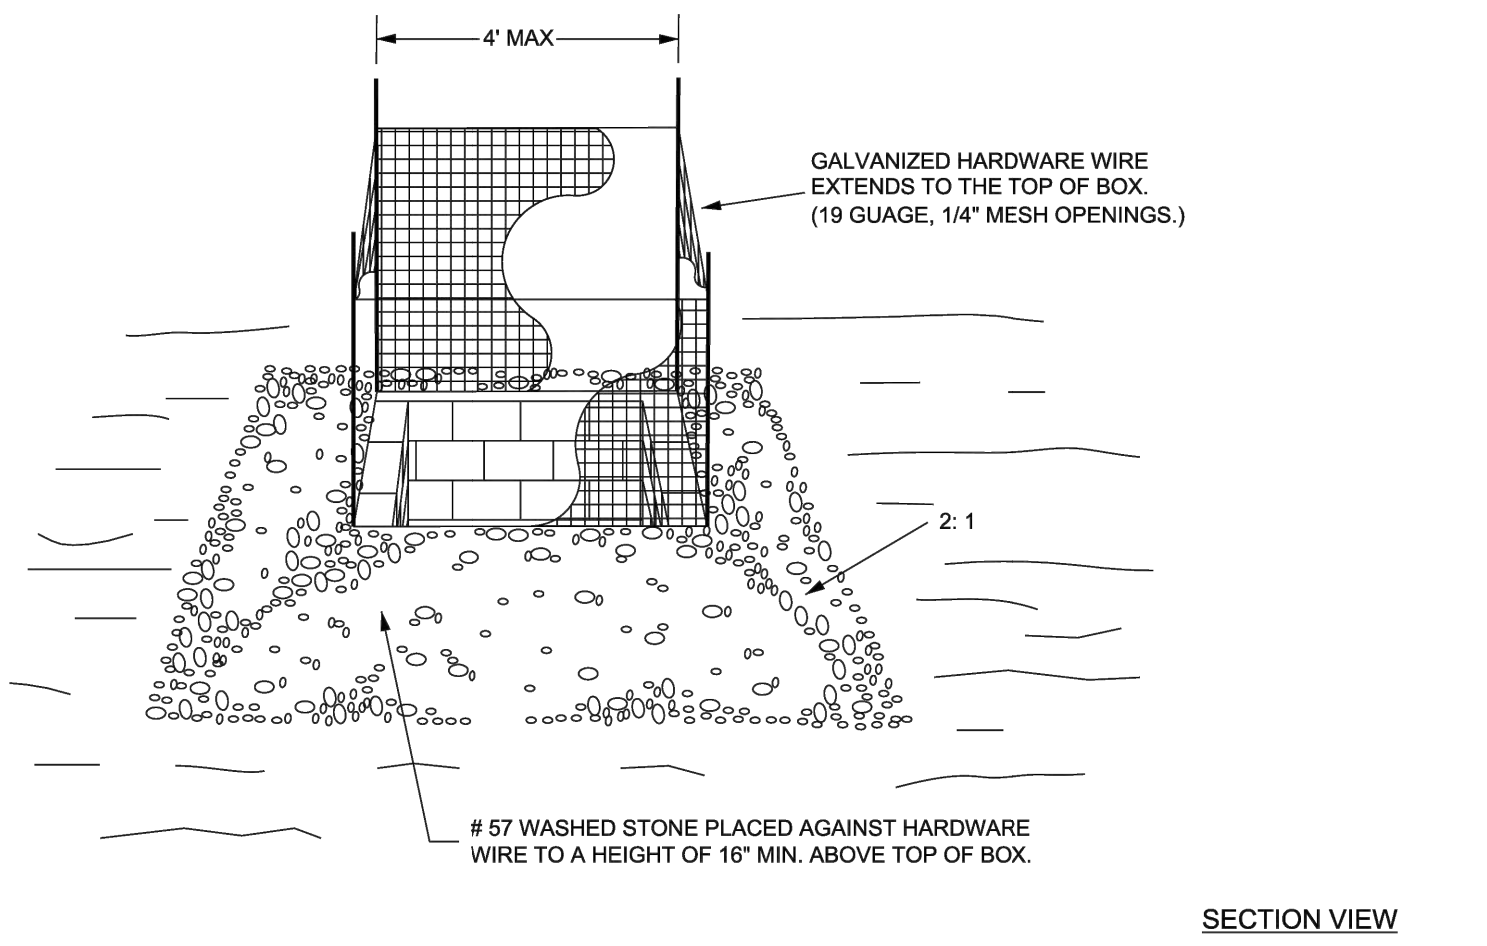 4' MAX
GALVANIZED HARDWARE WIRE
EXTENDS TO THE TOP OF BOX.
(19 GUAGE, 1/4" MESH OPENINGS.)
2: 1
# 57 WASHED STONE PLACED AGAINST HARDWARE
WIRE TO A HEIGHT OF 16" MIN. ABOVE TOP OF BOX.
SECTION VIEW